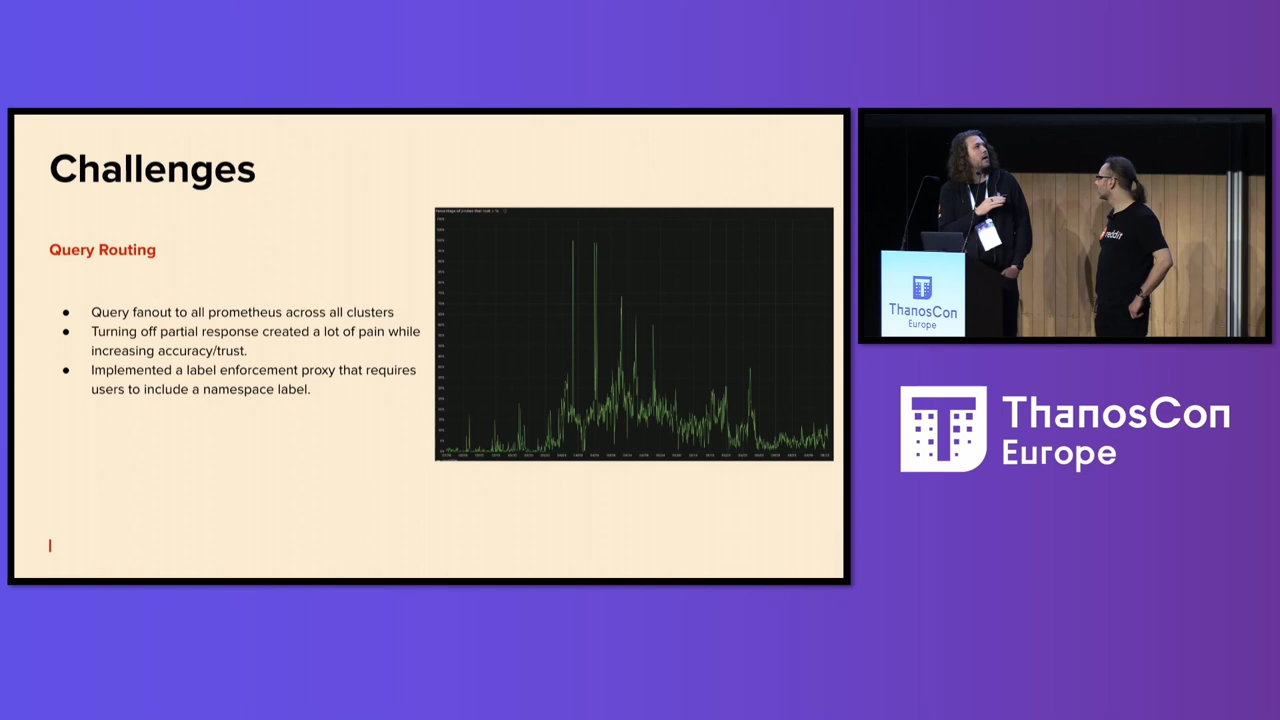 Challenges
Query Routing
● Query fanout to all prometheus across all clusters
● Turning off partial response created a lot of pain while
increasing accuracy/trust.
● Implemented a label enforcement proxy that requires
users to include a namespace label.
reddit
ThanosCon
Europe
ThanosCon
Europe